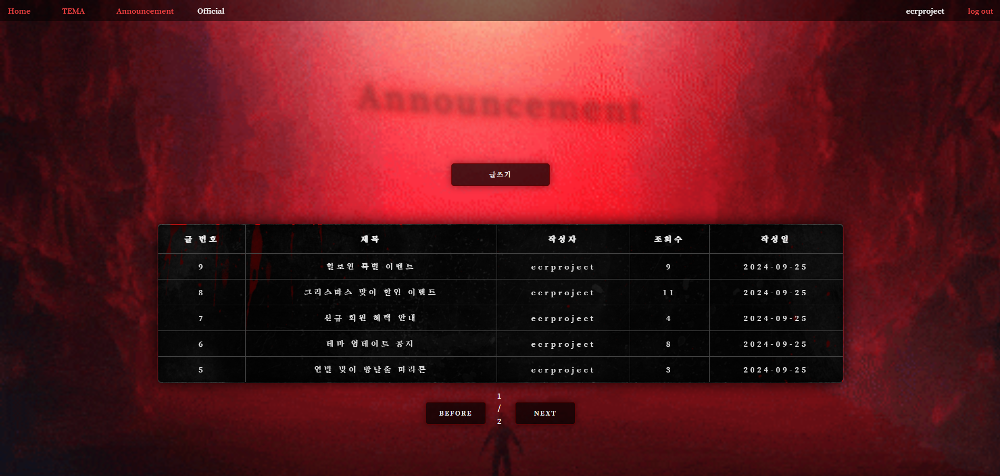 Home TEMA Announcement Official ecrproject log out
Announcement
글쓰기
글 번호 제목 작성자 조회수 작성일
9 할로윈 특별 이벤트 ecrproject 9 2024-09-25
8 크리스마스 맞이 할인 이벤트 ecrproject 11 2024-09-25
7 신규 회원 혜택 안내 ecrproject 4 2024-09-25
6 테마 업데이트 공지 ecrproject 8 2024-09-25
5 연말 맞이 방탈출 마라톤 ecrproject 3 2024-09-25
1
/
BEFORE NEXT
2